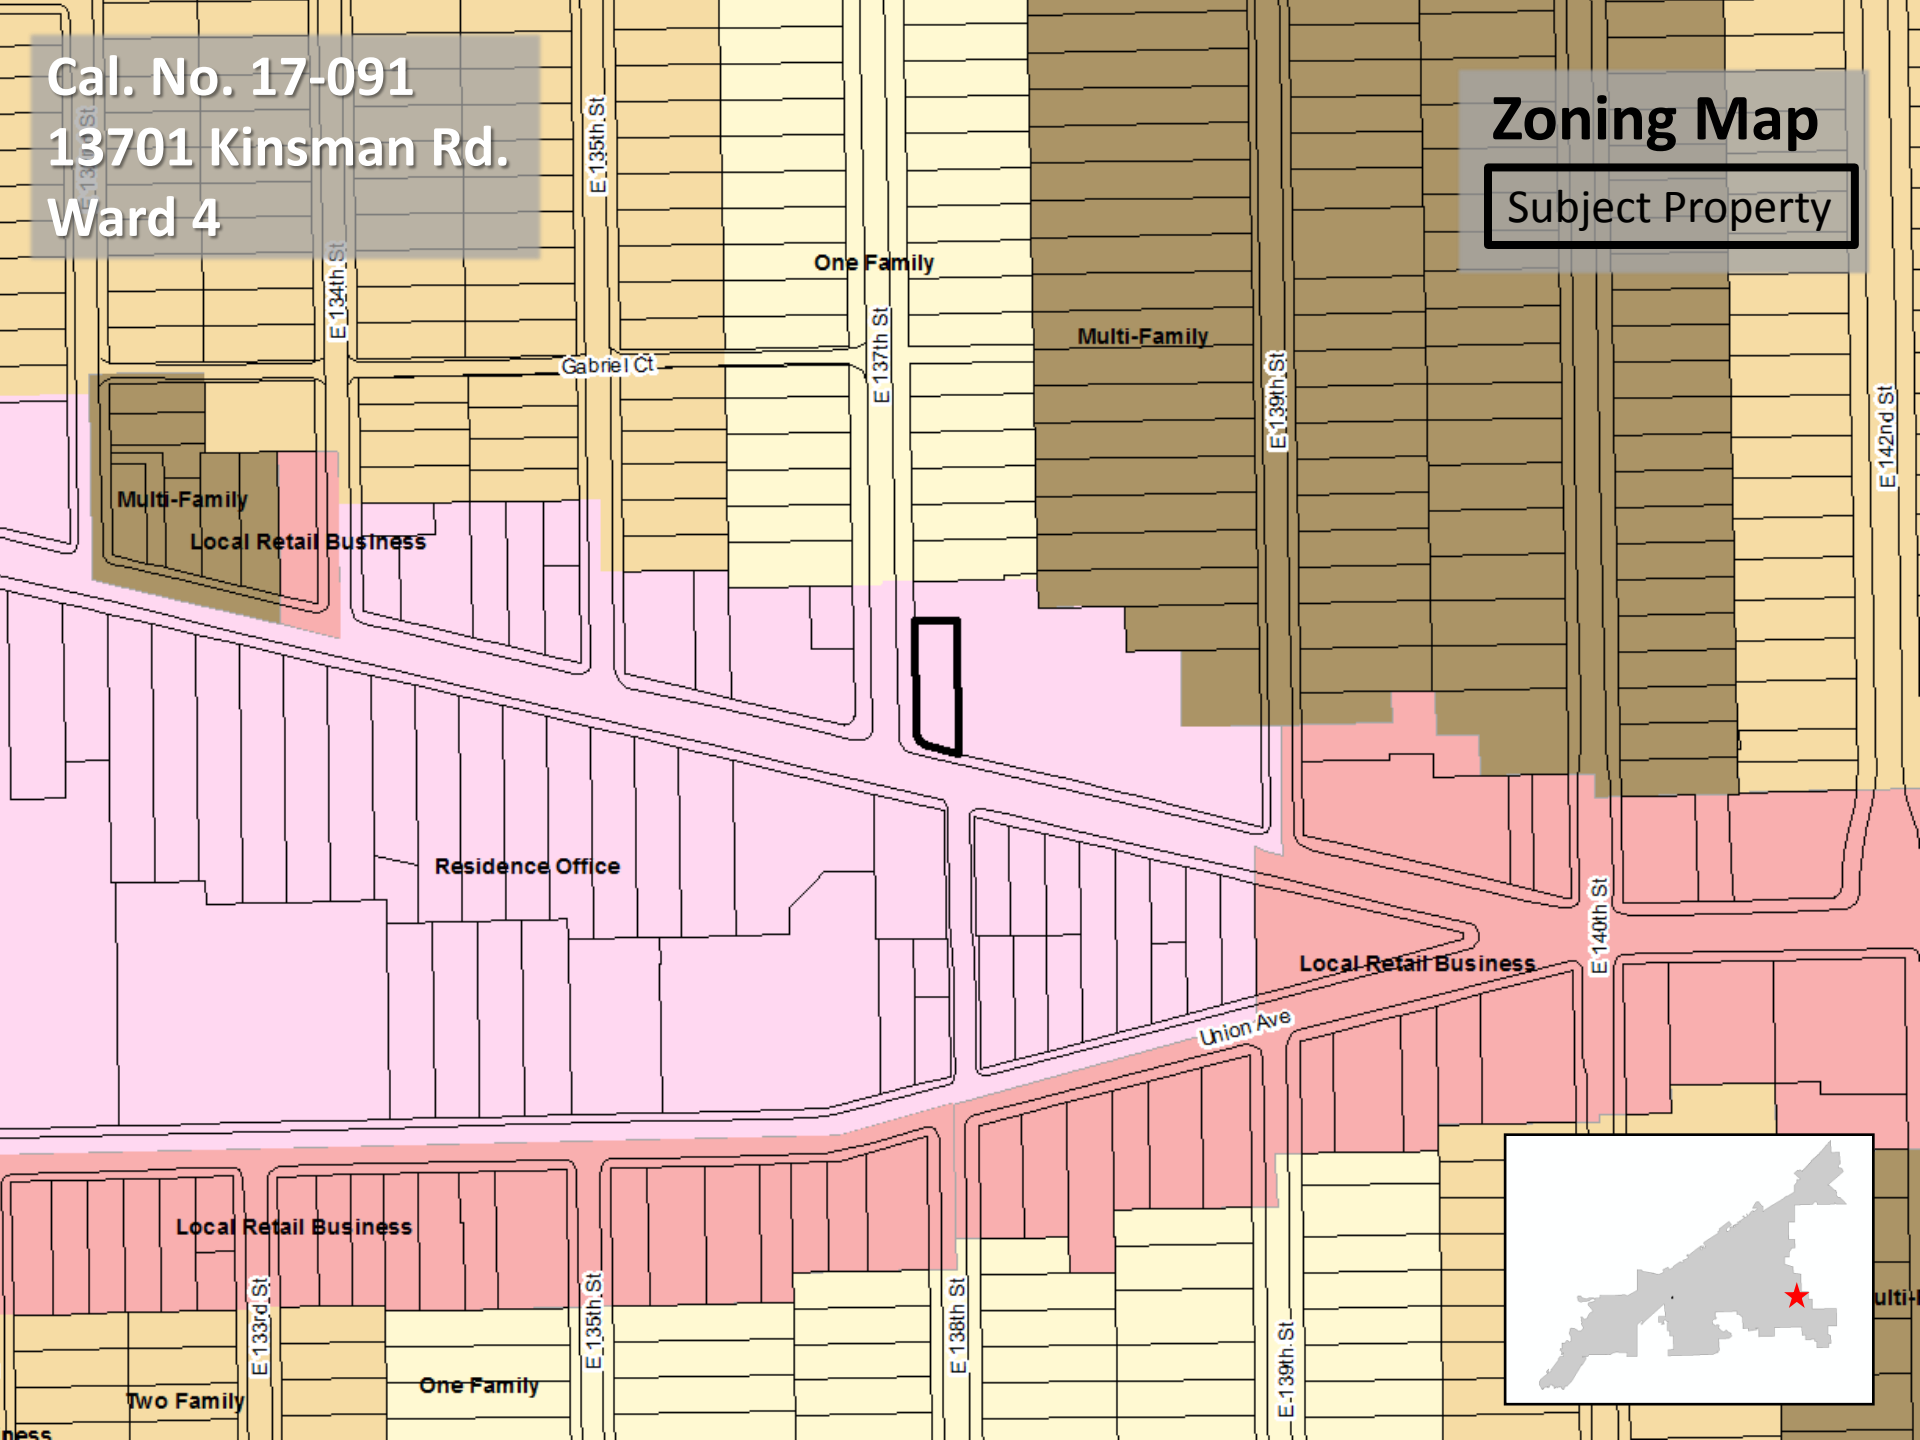 Cal. No. 17-091
13701 Kinsman Rd.
Ward 4
Zoning Map
Subject Property
E 135th St
E 134th St
One Family
Multi-Family
E 137th St
Gabriel Ct
E 139th St
E 142nd St
Multi-Family
Local Retail Business
Residence Office
E 140th St
Local Retail Business
Union Ave
Local Retail Business
E 133rd St
E 135th St
E 138th St
E 139th St
One Family
Two Family